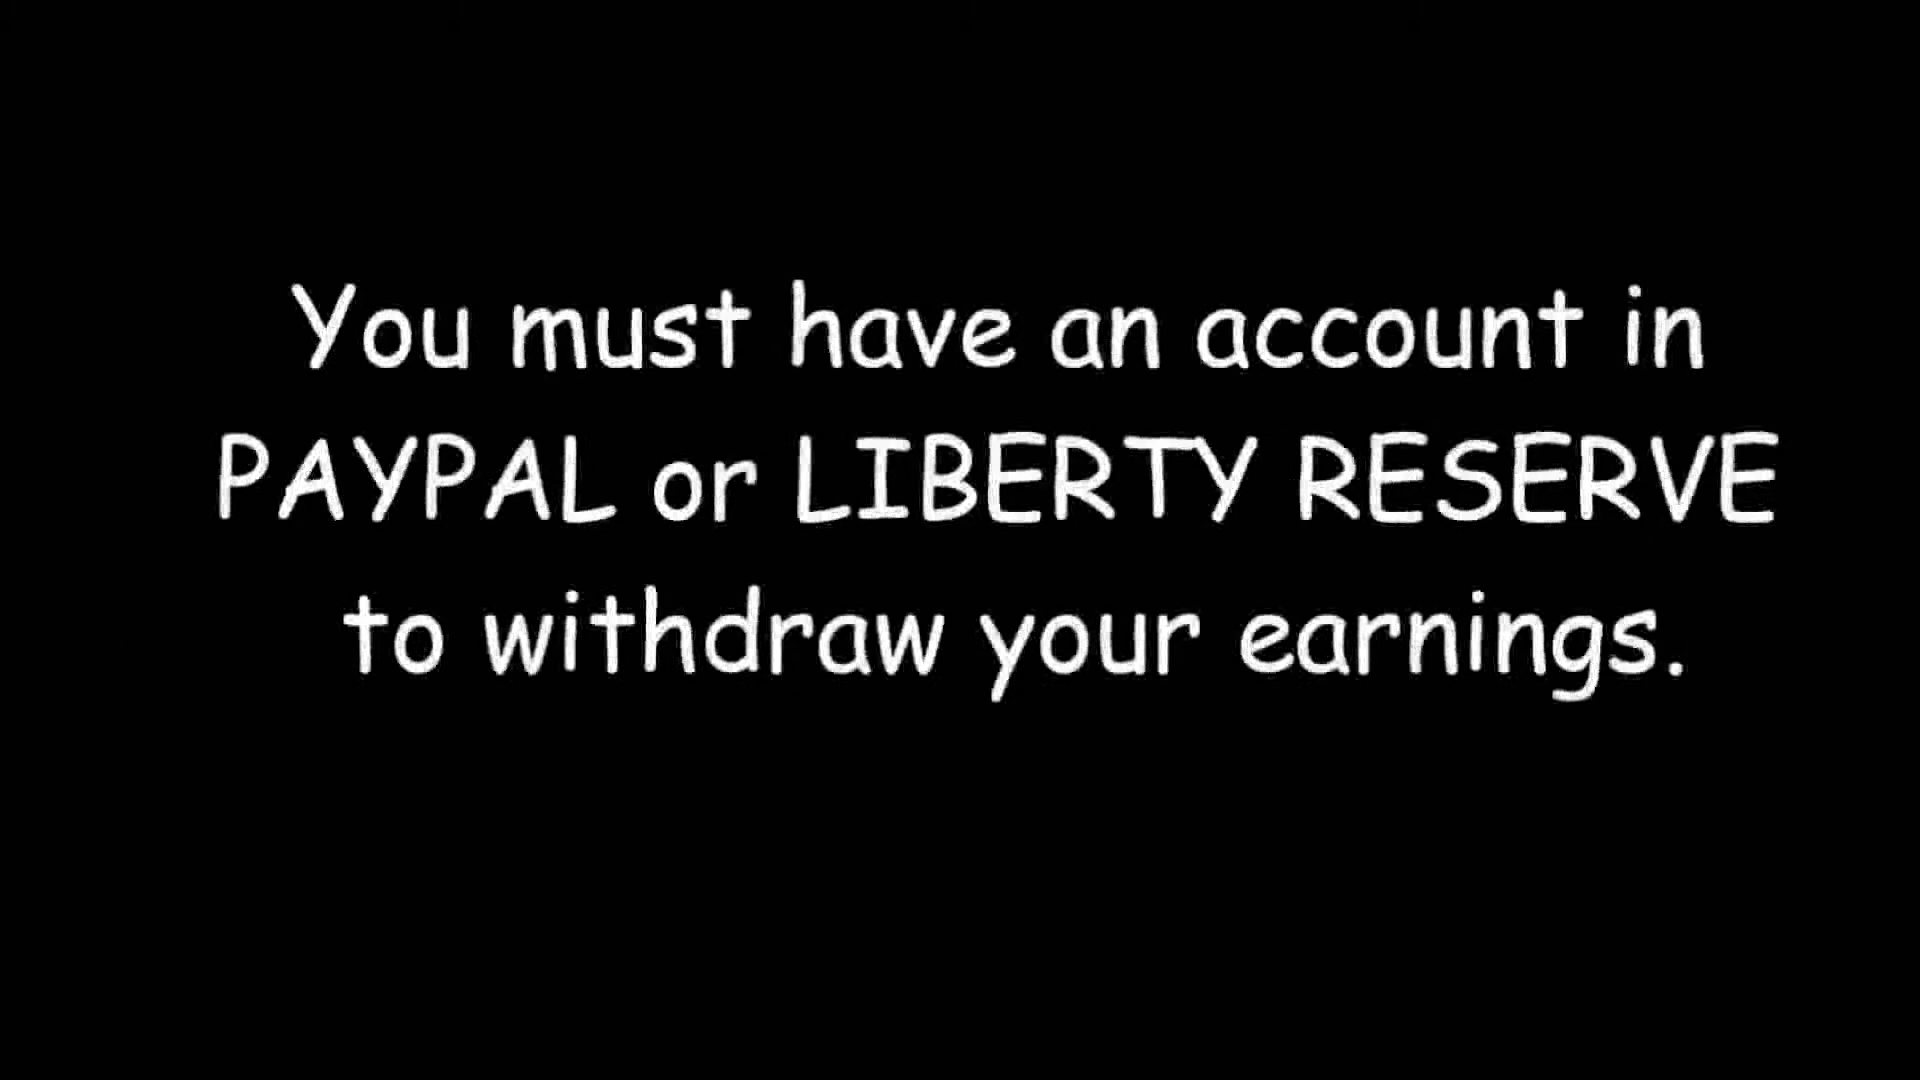 You must have an account in
PAYPAL or LIBERTY RESERVE
to withdraw your earnings.